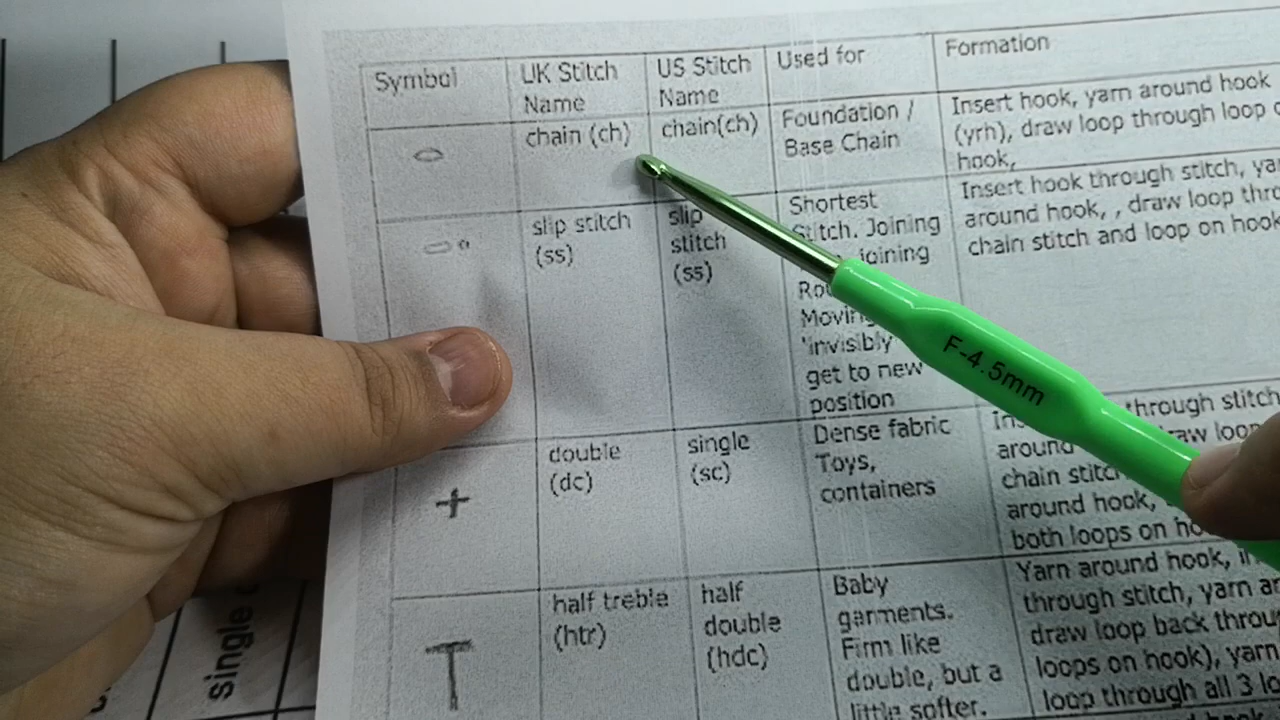 Symbol
UK Stitch
Name
US Stitch
Name
Used for
Formation
chain (ch)
chain(ch)
Foundation /
Base Chain
Insert hook, yarn around hook
(yrh), draw loop through loop
hook,
slip stitch
(ss)
slip
stitch
(ss)
Shortest
Stitch. Joining
joining
Moving
'invisibly
get to new
position
Insert hook through stitch,
around hook, , draw loop
chain stitch and loop on hook
double
(dc)
single
(sc)
Dense fabric
Toys,
containers
through stitch
around
chain
around hook,
both loops on
half treble
(htr)
half
double
(hdc)
Baby
garments.
Firm like
double, but a
little softer.
Yarn around hook,
through stitch, yarn
draw loop back
loops on hook), yarn
loop through all 3
F-4.5mm
single